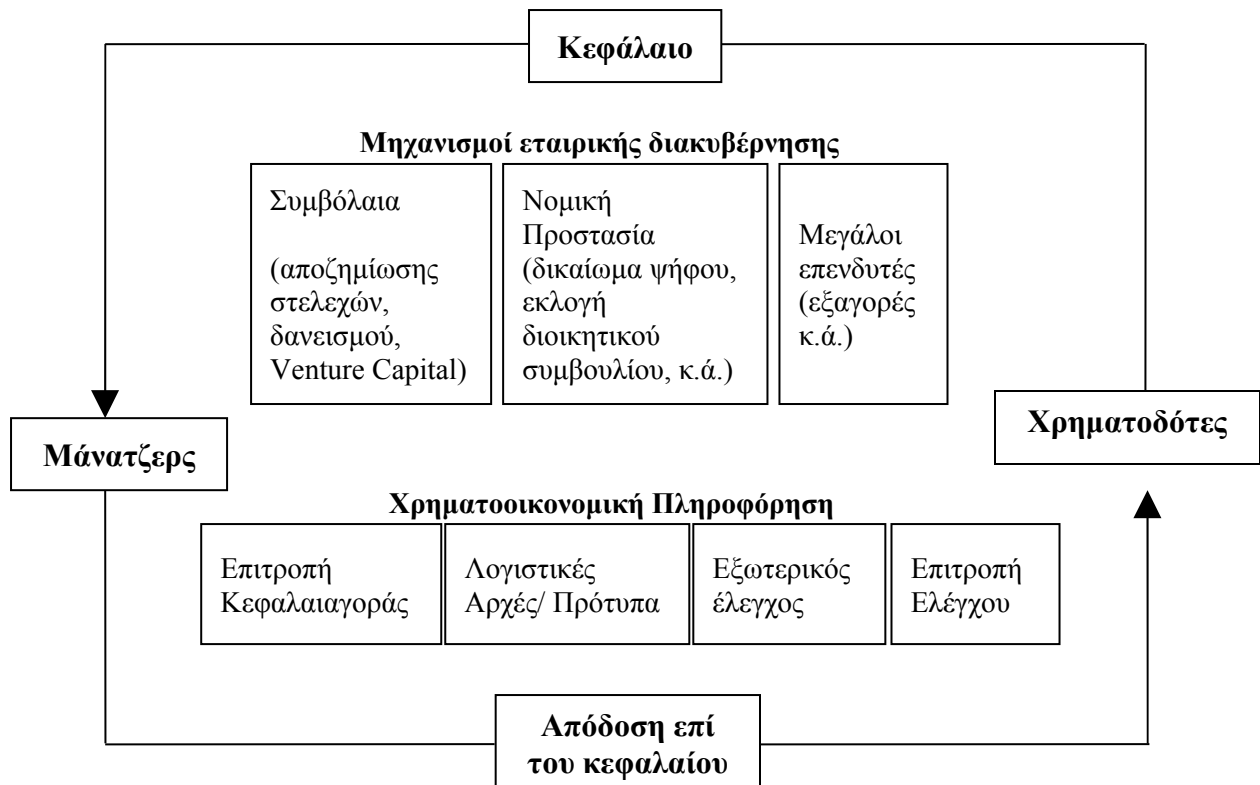 Κεφάλαιο
Μηχανισμοί εταιρικής διακυβέρνησης
Συμβόλαια
(αποζημίωσης
στελεχών,
δανεισμού,
Venture Capital)
Νομική
Προστασία
(δικαίωμα ψήφου,
εκλογή
διοικητικού
συμβουλίου, κ.ά.)
Μεγάλοι
επενδυτές
(εξαγορές
κ.ά.)
Μάνατζερς
Χρηματοδότες
Χρηματοοικονομική Πληροφόρηση
Επιτροπή
Κεφαλαιαγοράς
Λογιστικές
Αρχές/ Πρότυπα
Εξωτερικός
έλεγχος
Επιτροπή
Ελέγχου
Απόδοση επί
του κεφαλαίου